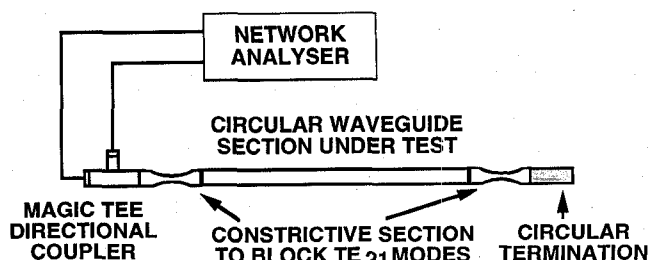 NETWORK
ANALYSER
CIRCULAR WAVEGUIDE
SECTION UNDER TEST
MAGIC TEE
DIRECTIONAL
COUPLER
CONSTRICTIVE SECTION
TO BLOCK TE 21 MODES
CIRCULAR
TERMINATION